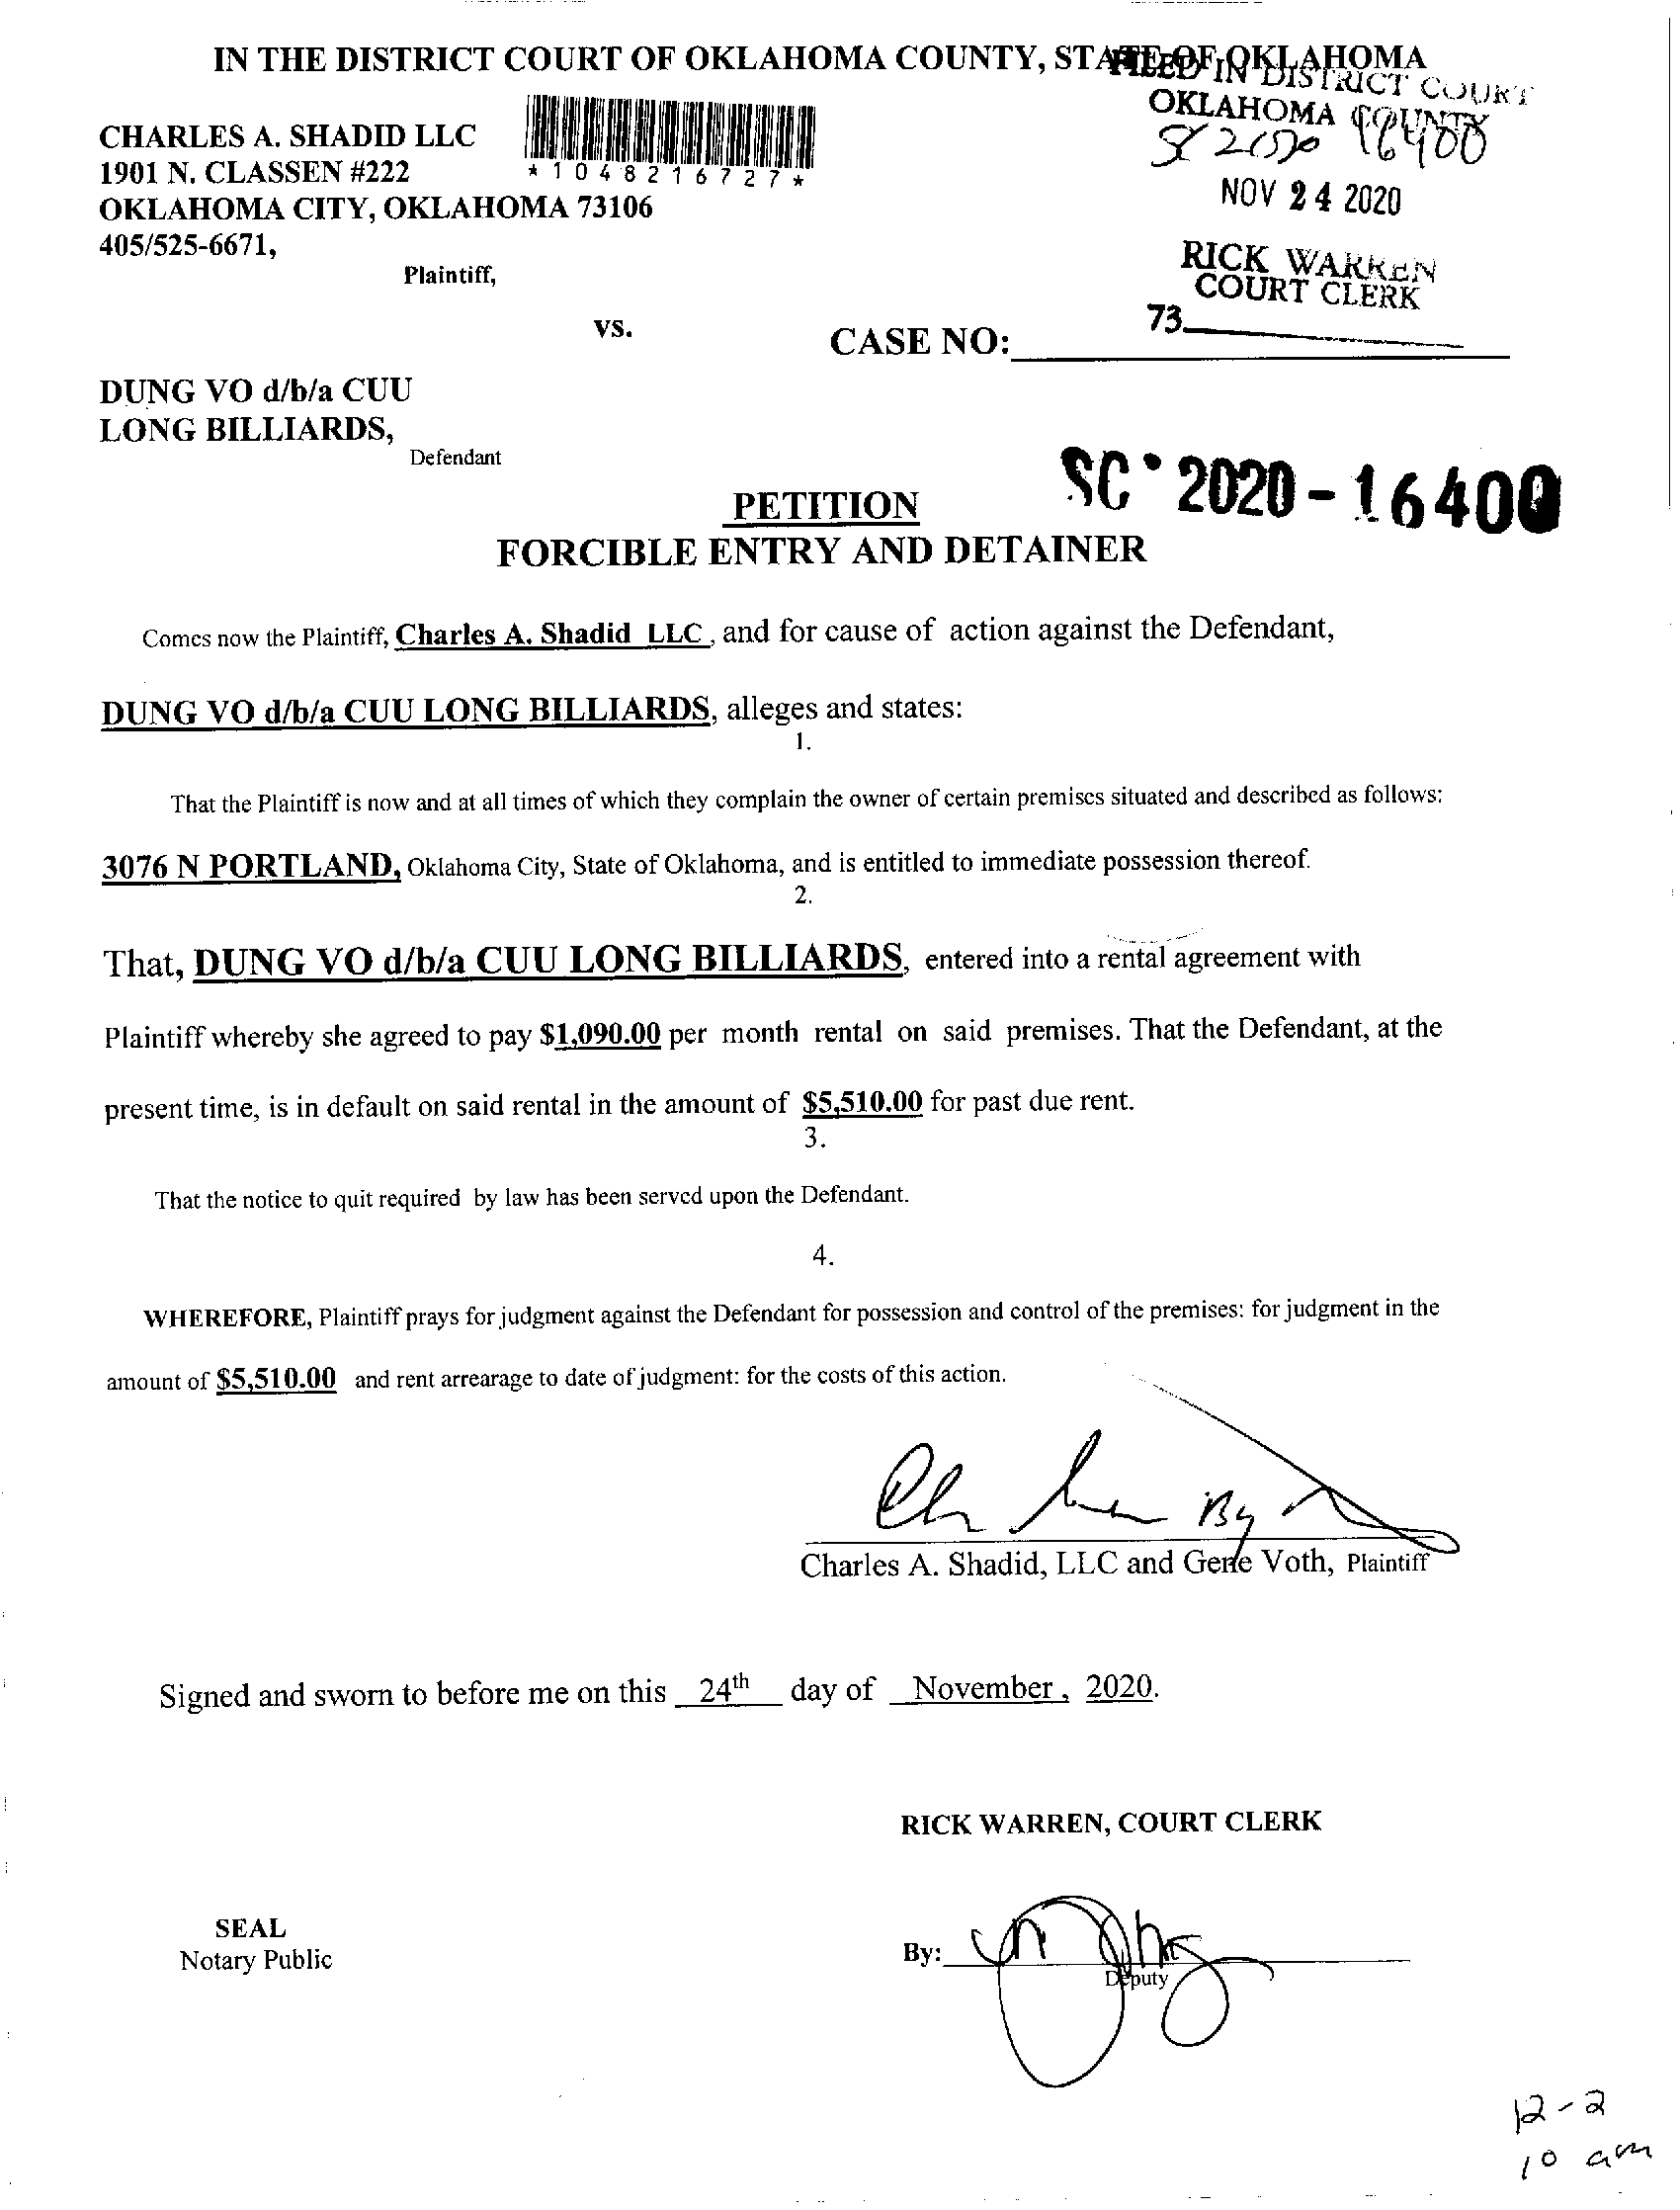 IN THE DISTRICT COURT OF OKLAHOMA COUNTY, STATE OF OKLAHOMA
FILED IN DISTRICT COURT
OKLAHOMA COUNTY
SC 2020 16400
NOV 24 2020
RICK WARREN
COURT CLERK
73
CHARLES A. SHADID LLC
1901 N. CLASSEN #222
OKLAHOMA CITY, OKLAHOMA 73106
405/525-6671,
*1048216727*
Plaintiff,
vs.
CASE NO:
DUNG VO d/b/a CUU
LONG BILLIARDS,
Defendant
SC 2020-16400
PETITION
FORCIBLE ENTRY AND DETAINER
Comes now the Plaintiff, Charles A. Shadid LLC, and for cause of action against the Defendant,
DUNG VO d/b/a CUU LONG BILLIARDS, alleges and states:
1.
That the Plaintiff is now and at all times of which they complain the owner of certain premises situated and described as follows:
3076 N PORTLAND, Oklahoma City, State of Oklahoma, and is entitled to immediate possession thereof.
2.
That, DUNG VO d/b/a CUU LONG BILLIARDS, entered into a rental agreement with
Plaintiff whereby she agreed to pay $1,090.00 per month rental on said premises. That the Defendant, at the
present time, is in default on said rental in the amount of $5,510.00 for past due rent.
3.
That the notice to quit required by law has been served upon the Defendant.
4.
WHEREFORE, Plaintiff prays for judgment against the Defendant for possession and control of the premises: for judgment in the
amount of $5,510.00 and rent arrearage to date of judgment: for the costs of this action.
By
Charles A. Shadid, LLC and Gene Voth, Plaintiff
Signed and sworn to before me on this 24th day of November, 2020.
RICK WARREN, COURT CLERK
SEAL
Notary Public
By:
Deputy
12-2
10 am